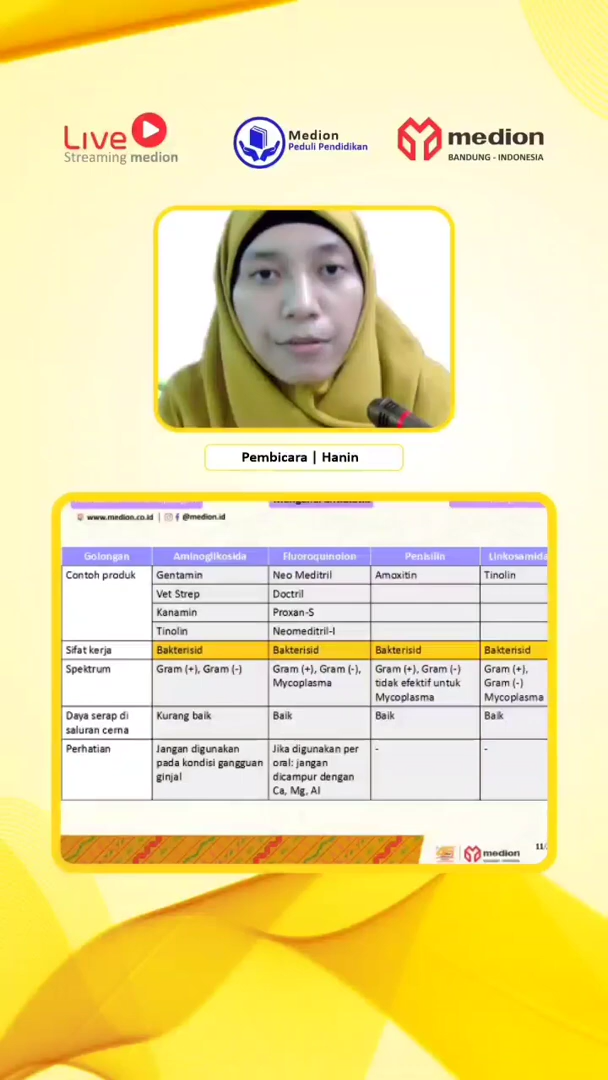 LIVE
Streaming medion
Medion
Peduli Pendidikan
medion
BANDUNG - INDONESIA
Pembicara | Hanin
www.medion.co.id | @medion.id
Golongan Aminoglikosida Fluoroquinolon Penisilin Linkosamida
Contoh produk Gentamin Neo Meditril Amoxitin Tinolin
Vet Strep Doctril
Kanamin Proxan-S
Tinolin Neomeditril-I
Sifat kerja Bakterisid Bakterisid Bakterisid Bakterisid
Spektrum Gram (+), Gram (-) Gram (+), Gram (-), Gram (+), Gram (-) Gram (+),
Mycoplasma tidak efektif untuk Gram (-)
Mycoplasma Mycoplasma
Daya serap di Kurang baik Baik Baik Baik
saluran cerna
Perhatian Jangan digunakan Jika digunakan per - -
pada kondisi gangguan oral: jangan
ginjal dicampur dengan
Ca, Mg, Al
medion
11/